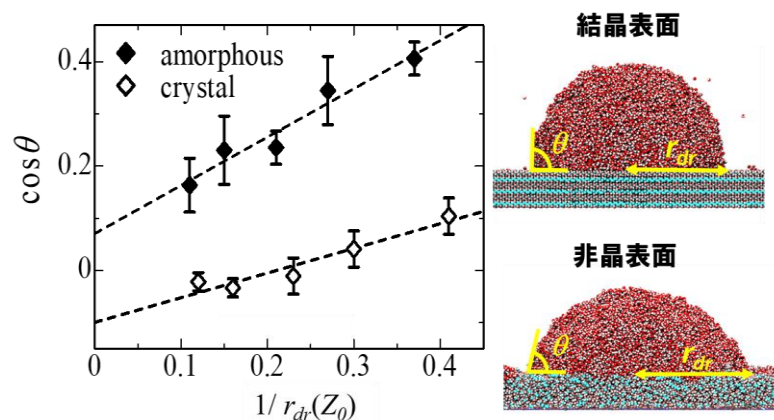 0.4
0.2
0
cosθ
amorphous
crystal
0
0.1
0.2
0.3
0.4
1/ r_dr(Z_0)
結晶表面
θ
r_dr
非晶表面
θ
r_dr